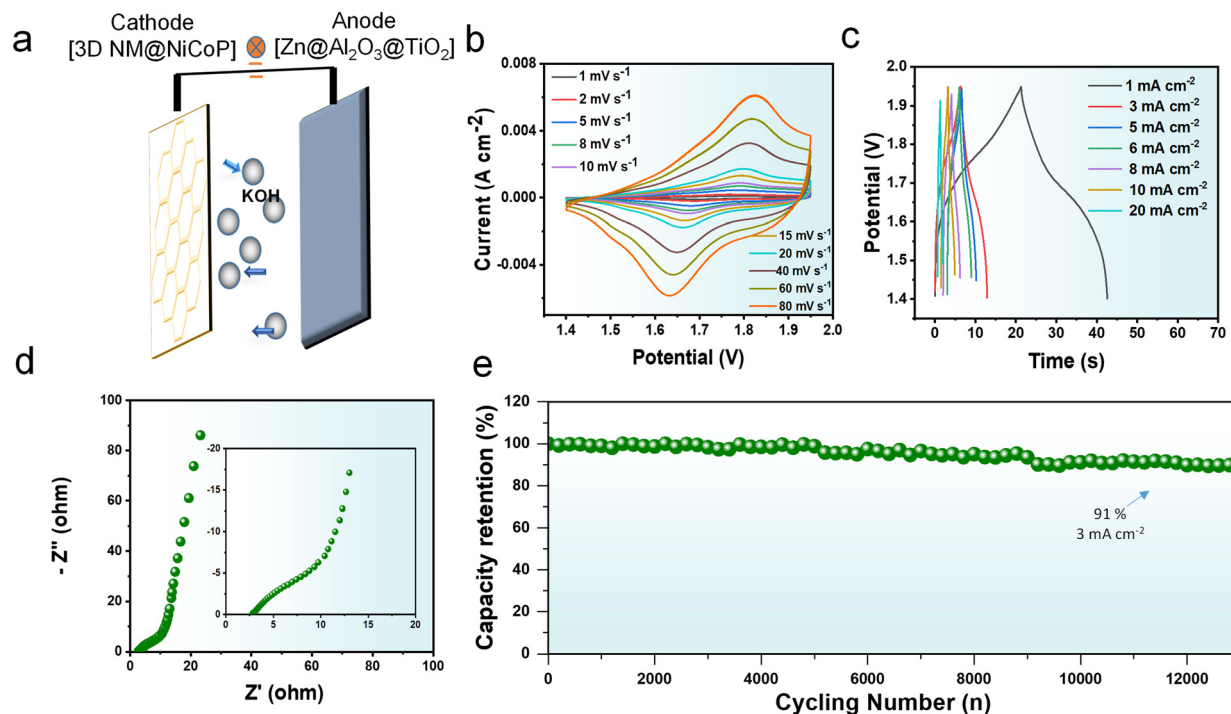 a
Cathode
[3D NM@NiCoP]
Anode
[Zn@Al₂O₃@TiO₂]
KOH
b
0.008
0.004
0.000
-0.004
Current (A cm⁻²)
1 mV s⁻¹
2 mV s⁻¹
5 mV s⁻¹
8 mV s⁻¹
10 mV s⁻¹
15 mV s⁻¹
20 mV s⁻¹
40 mV s⁻¹
60 mV s⁻¹
80 mV s⁻¹
1.4 1.5 1.6 1.7 1.8 1.9 2.0
Potential (V)
c
2.0
1.9
1.8
1.7
1.6
1.5
1.4
Potential (V)
1 mA cm⁻²
3 mA cm⁻²
5 mA cm⁻²
6 mA cm⁻²
8 mA cm⁻²
10 mA cm⁻²
20 mA cm⁻²
0 10 20 30 40 50 60 70
Time (s)
d
100
80
60
40
20
0
- Z'' (ohm)
-20
-15
-10
-5
0
0 5 10 15 20
0 20 40 60 80 100
Z' (ohm)
e
120
100
80
60
40
20
0
Capacity retention (%)
91 %
3 mA cm⁻²
0 2000 4000 6000 8000 10000 12000
Cycling Number (n)